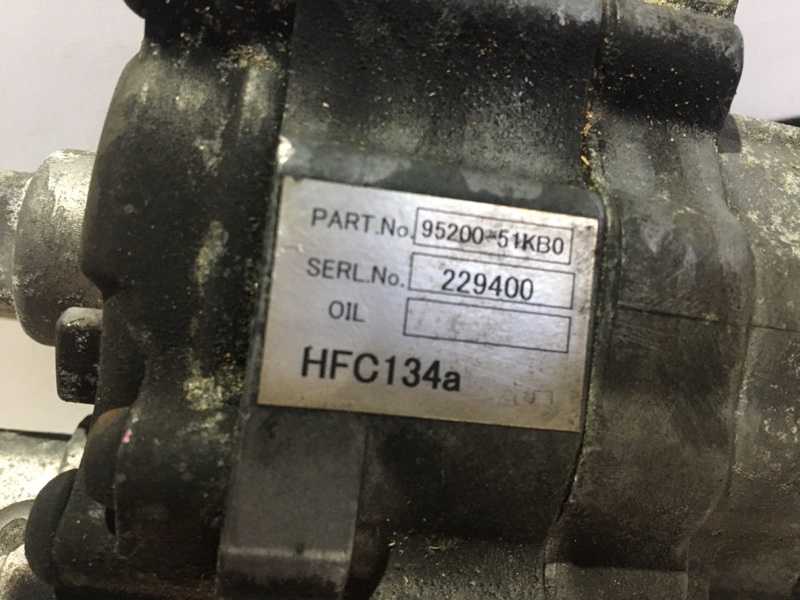 PART.No. 95200-51KB0
SERL.No. 229400
OIL
HFC134a